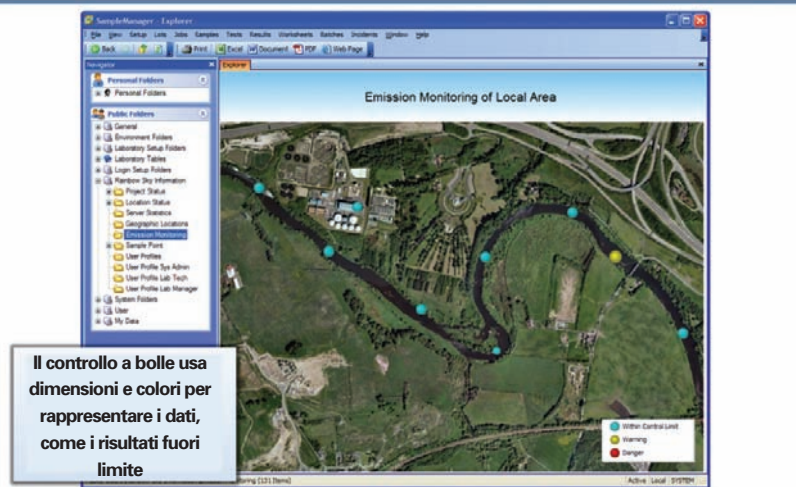 SampleManager - Explorer
File View Setup Lists Jobs Samples Tests Results Worksheets Batches Incidents Window Help
Back Print Excel Document PDF Web Page
Navigator
Explorer
Personal Folders
Personal Folders
Public Folders
General
Environment Folders
Laboratory Setup Folders
Laboratory Tables
Login Setup Folders
Rainbow Sky Information
Project Status
Location Status
Server Statistics
Geographic Locations
Emission Monitoring
Sample Point
User Profiles
User Profile Sys Admin
User Profile Lab Tech
User Profile Lab Manager
System Folders
User
My Data
Emission Monitoring of Local Area
Within Control Limit
Warning
Danger
Il controllo a bolle usa
dimensioni e colori per
rappresentare i dati,
come i risultati fuori
limite
Monitoring (131 Items)
Active Local SYSTEM